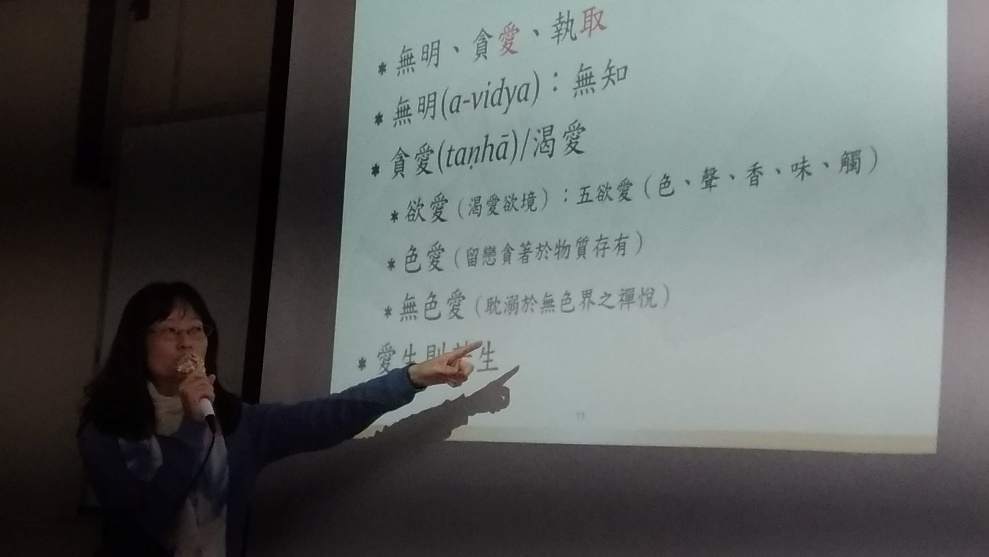 * 無明、貪愛、執取
* 無明(a-vidya)：無知
* 貪愛(taṇhā)/渴愛
* 欲愛（渴愛欲境）：五欲愛（色、聲、香、味、觸）
* 色愛（留戀貪著於物質存有）
* 無色愛（耽溺於無色界之禪悅）
* 愛生則 生
11